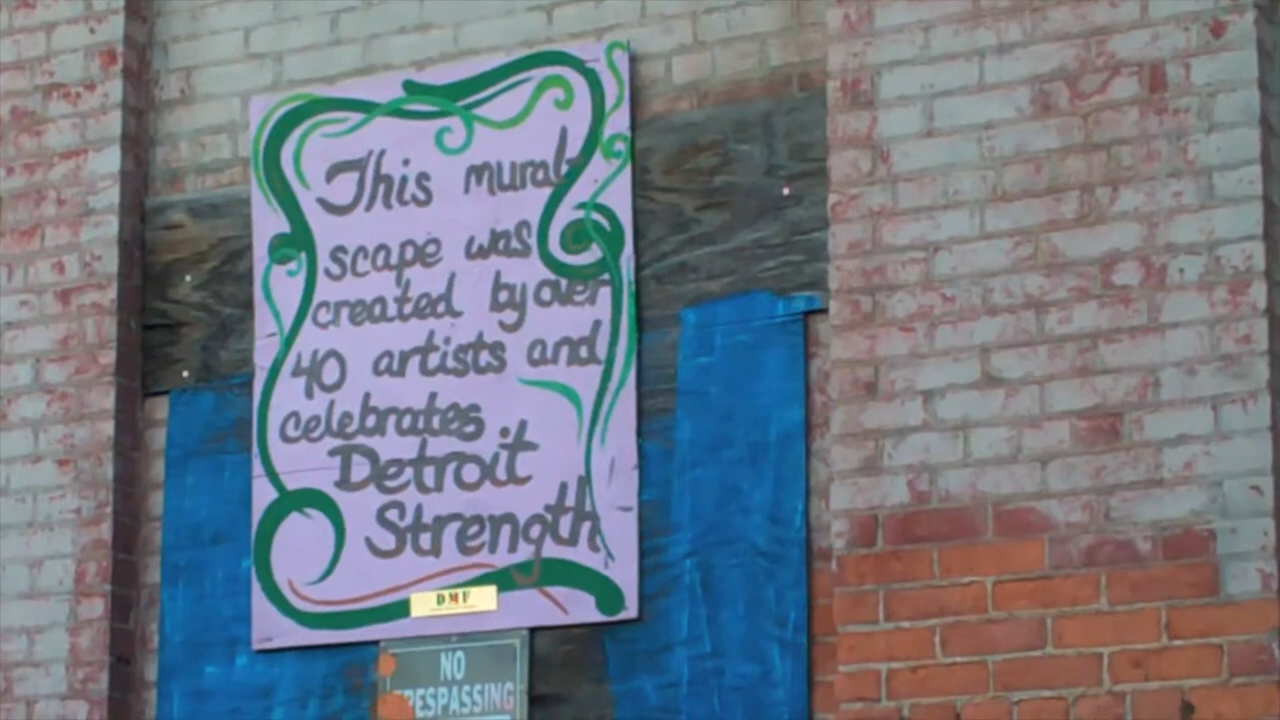 This mural-
scape was
created by over
40 artists and
celebrates
Detroit
Strength
DMF
NO
TRESPASSING